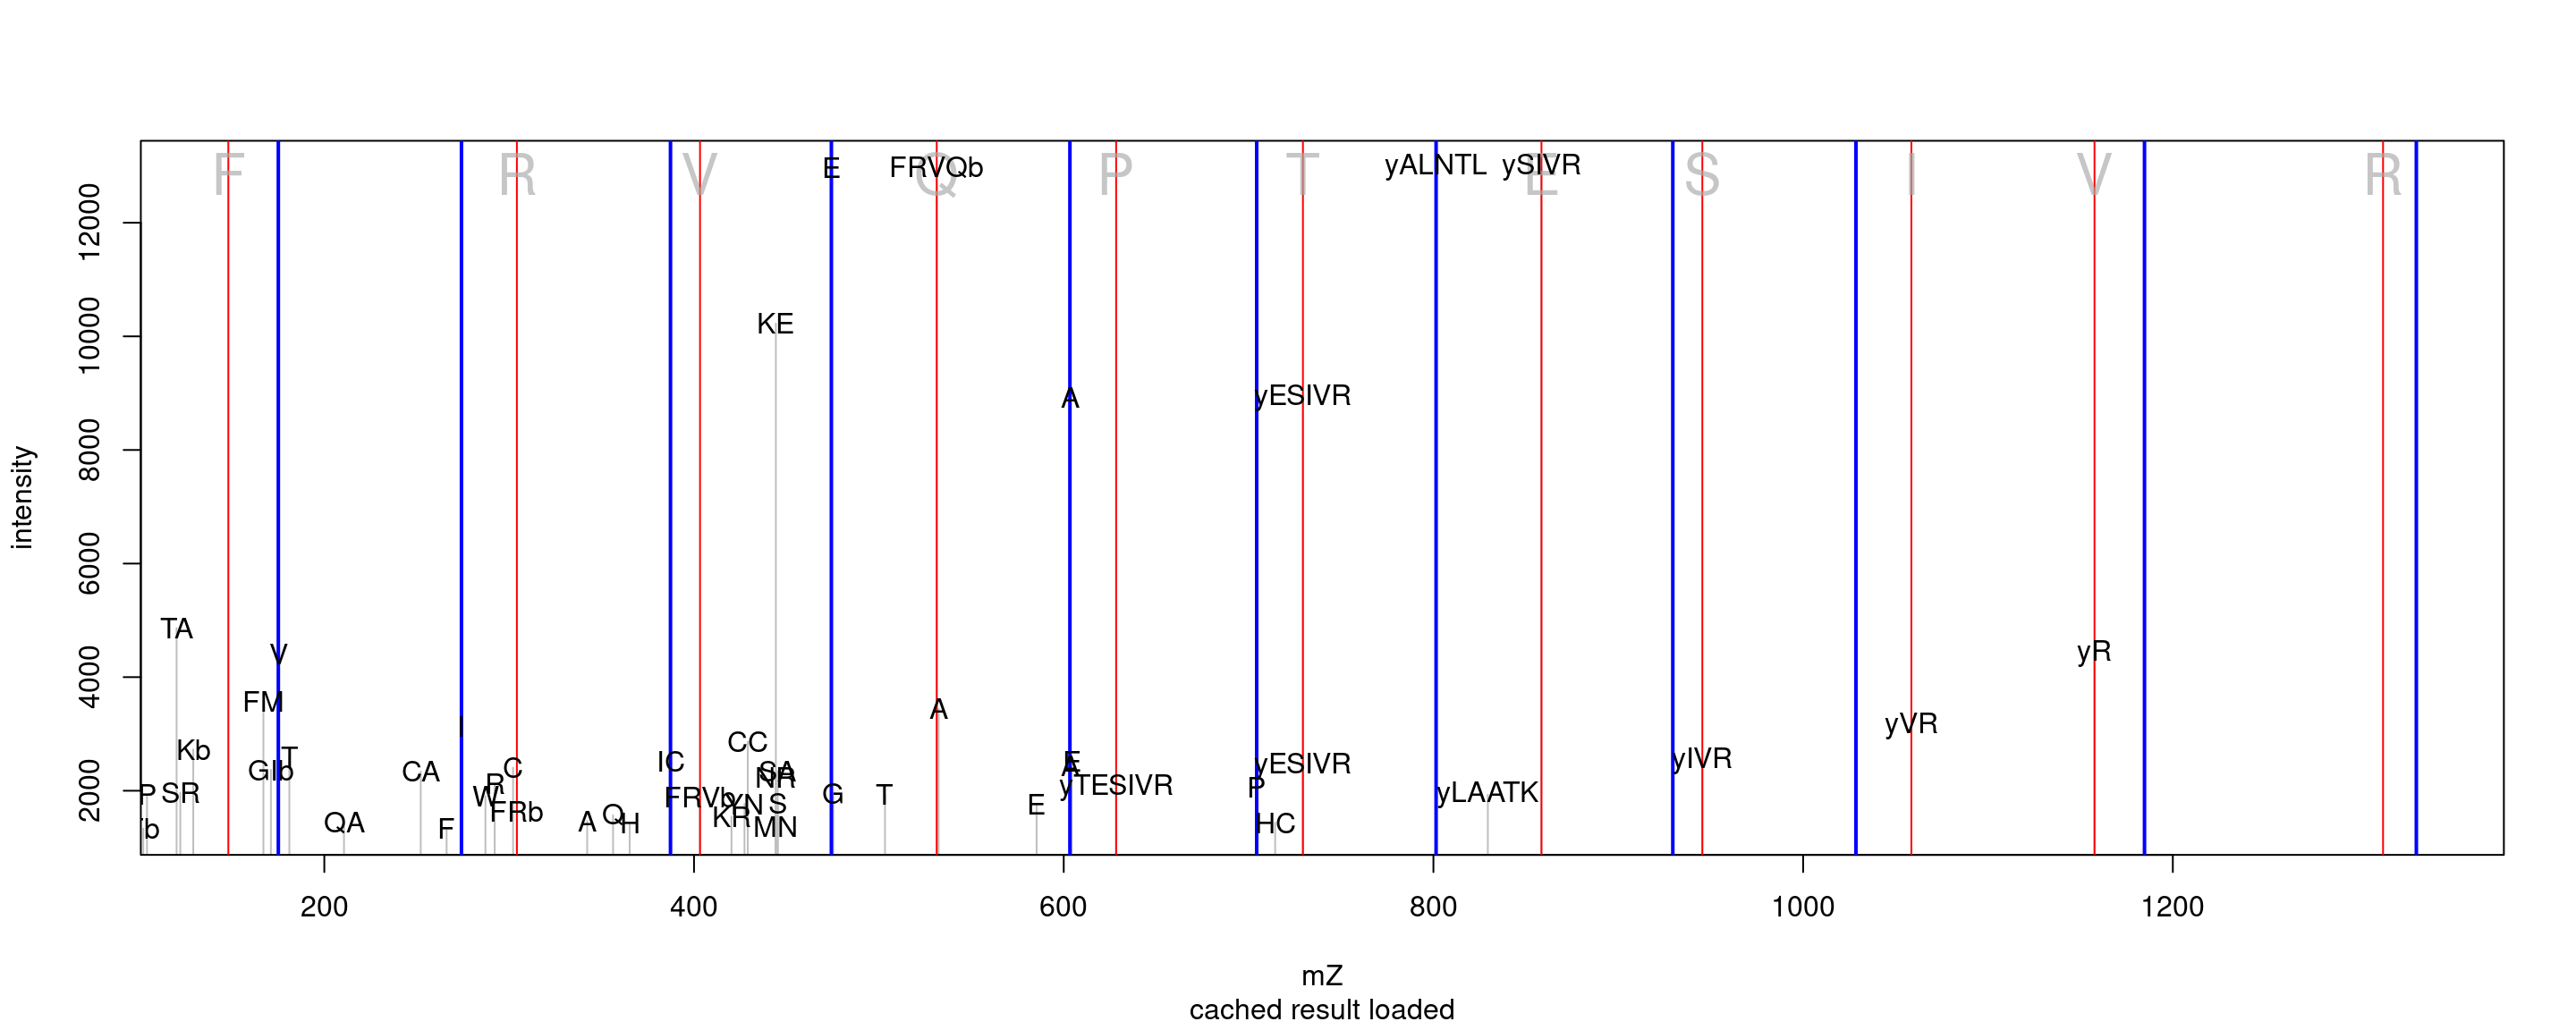 F R V Q P T E S I V R
E FRVQb yALNTL ySIVR
12000
10000
8000
6000
4000
2000
intensity
KE
A yESIVR
TA
V yR
FM A
I yVR
Kb T CC
GIb CA C IC SA E yESIVR yIVR
NR
P SR W R FRVb G T P yLAATK
yTESIVR
FRb YN S E
QA F A Q H KR MN HC
200 400 600 800 1000 1200
mZ
cached result loaded